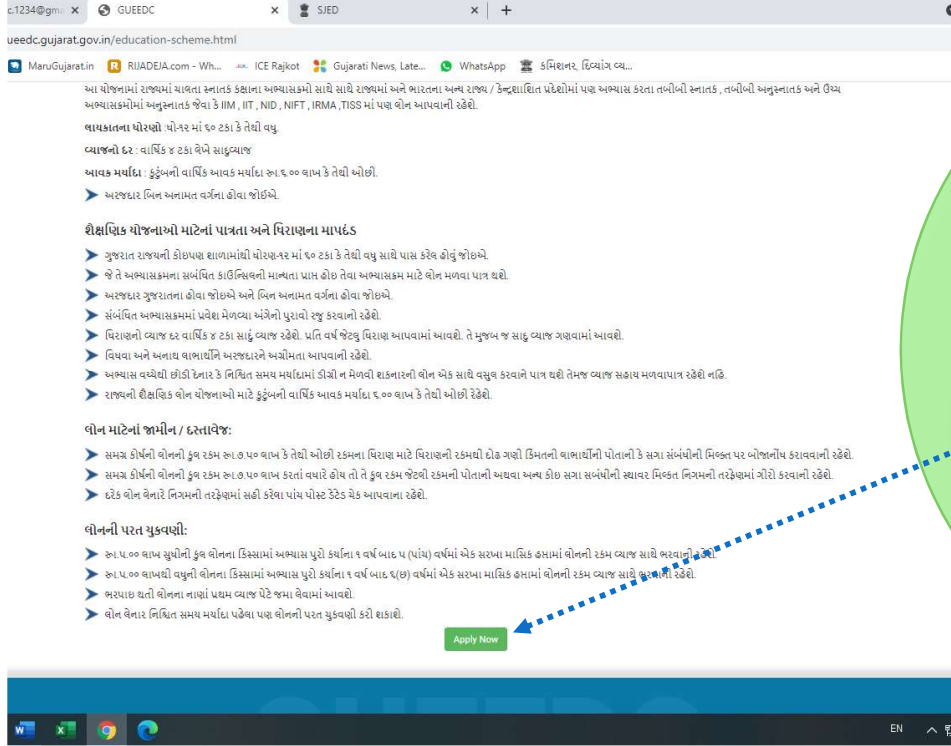 c.1234@gm
GUEEDC
SJED
ueedc.gujarat.gov.in/education-scheme.html
MaruGujarat.in RIJADEJA.com - Wh... ICE Rajkot Gujarati News, Late... WhatsApp કમિશનર, દિવ્યાંગ વ્ય...
આ યોજનામાં રાજ્યમાં ચાલતા સ્નાતક કક્ષાના અભ્યાસક્રમો સાથે સાથે રાજ્યમાં અને ભારતના અન્ય રાજ્ય / કેન્દ્રશાશિત પ્રદેશોમાં પણ અભ્યાસ કરતા તબીબી સ્નાતક , તબીબી અનુસ્નાતક અને ઉચ્ચ
અભ્યાસક્રમોમાં અનુસ્નાતક જેવા કે IIM , IIT , NID , NIFT , IRMA ,TISS માં પણ લોન આપવાની રહેશે.
લાયકાતના ધોરણો :ધો-૧૨ માં ૬૦ ટકા કે તેથી વધુ.
વ્યાજનો દર : વાર્ષિક ૪ ટકા લેખે સાદુવ્યાજ
આવક મર્યાદા : કુટુંબની વાર્ષિક આવક મર્યાદા રૂા.૬.૦૦ લાખ કે તેથી ઓછી.
અરજદાર બિન અનામત વર્ગના હોવા જોઈએ.
શૈક્ષણિક યોજનાઓ માટેનાં પાત્રતા અને ધિરાણના માપદંડ
ગુજરાત રાજયની કોઇપણ શાળામાંથી ધોરણ-૧૨ માં ૬૦ ટકા કે તેથી વધુ સાથે પાસ કરેલ હોવું જોઇએ.
જે તે અભ્યાસક્રમના સબંધિત કાઉન્સિલની માન્યતા પ્રાપ્ત હોઇ તેવા અભ્યાસક્રમ માટે લોન મળવા પાત્ર થશે.
અરજદાર ગુજરાતના હોવા જોઇએ અને બિન અનામત વર્ગના હોવા જોઇએ.
સંબંધિત અભ્યાસક્રમમાં પ્રવેશ મેળવ્યા અંગેનો પુરાવો રજુ કરવાનો રહેશે.
ધિરાણનો વ્યાજ દર વાર્ષિક ૪ ટકા સાદું વ્યાજ રહેશે. પ્રતિ વર્ષ જેટલુ ધિરાણ આપવામાં આવશે. તે મુજબ જ સાદુ વ્યાજ ગણવામાં આવશે.
વિધવા અને અનાથ લાભાર્થીને અરજદારને અગ્રીમતા આપવાની રહેશે.
અભ્યાસ વચ્ચેથી છોડી દેનાર કે નિશ્ચિત સમય મર્યાદામાં ડીગ્રી ન મેળવી શકનારની લોન એક સાથે વસુલ કરવાને પાત્ર થશે તેમજ વ્યાજ સહાય મળવાપાત્ર રહેશે નહિ.
રાજ્યની શૈક્ષણિક લોન યોજનાઓ માટે કુટુંબની વાર્ષિક આવક મર્યાદા ૬.૦૦ લાખ કે તેથી ઓછી રેહેશે.
લોન માટેનાં જામીન / દસ્તાવેજ:
સમગ્ર કોર્ષની લોનની કુલ રકમ રૂા.૭.૫૦ લાખ કે તેથી ઓછી રકમના ધિરાણ માટે ધિરાણની રકમથી દોઢ ગણી કિંમતની લાભાર્થીની પોતાની કે સગા સંબંધીની મિલ્કત પર બોજાનોંધ કરાવવાની રહેશે.
સમગ્ર કોર્ષની લોનની કુલ રકમ રૂા.૭.૫૦ લાખ કરતાં વધારે હોય તો તે કુલ રકમ જેટલી રકમની પોતાની અથવા અન્ય કોઇ સગા સબંધીની સ્થાવર મિલ્કત નિગમની તરફેણમાં ગીરો કરવાની રહેશે.
દરેક લોન લેનારે નિગમની તરફેણમાં સહી કરેલા પાંચ પોસ્ટ ડેટેડ ચેક આપવાના રહેશે.
લોનની પરત ચુકવણી:
રૂા.૫.૦૦ લાખ સુધીની કુલ લોનના કિસ્સામાં અભ્યાસ પુરો કર્યાના ૧ વર્ષ બાદ ૫ (પાંચ) વર્ષમાં એક સરખા માસિક હપ્તામાં લોનની રકમ વ્યાજ સાથે ભરવાની રહેશે.
રૂા.૫.૦૦ લાખથી વધુની લોનના કિસ્સામાં અભ્યાસ પુરો કર્યાના ૧ વર્ષ બાદ ૬(છ) વર્ષમાં એક સરખા માસિક હપ્તામાં લોનની રકમ વ્યાજ સાથે ભરવાની રહેશે.
ભરપાઇ થતી લોનના નાણાં પ્રથમ વ્યાજ પેટે જમા લેવામાં આવશે.
લોન લેનાર નિશ્ચિત સમય મર્યાદા પહેલા પણ લોનની પરત ચુકવણી કરી શકાશે.
Apply Now
EN